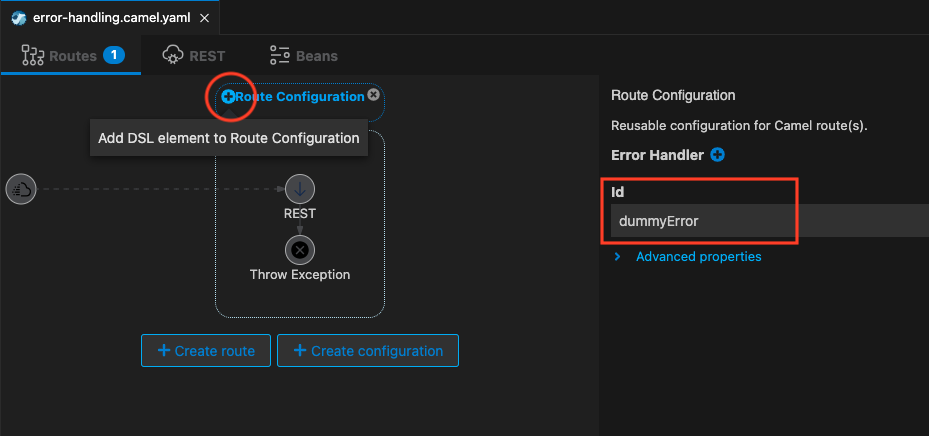 error-handling.camel.yaml
Routes 1 REST Beans
Route Configuration
Add DSL element to Route Configuration
REST
Throw Exception
Create route
Create configuration
Route Configuration
Reusable configuration for Camel route(s).
Error Handler
Id
dummyError
Advanced properties